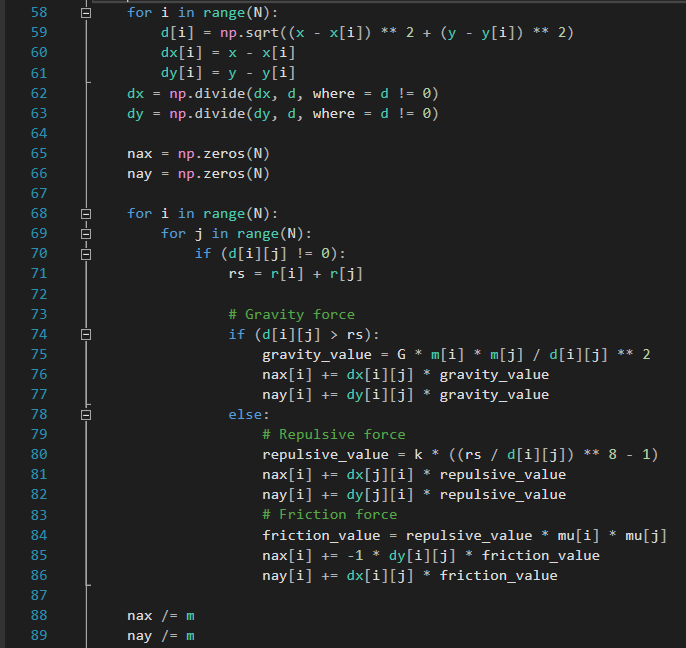 58 for i in range(N):
59 d[i] = np.sqrt((x - x[i]) ** 2 + (y - y[i]) ** 2)
60 dx[i] = x - x[i]
61 dy[i] = y - y[i]
62 dx = np.divide(dx, d, where = d != 0)
63 dy = np.divide(dy, d, where = d != 0)
64
65 nax = np.zeros(N)
66 nay = np.zeros(N)
67
68 for i in range(N):
69 for j in range(N):
70 if (d[i][j] != 0):
71 rs = r[i] + r[j]
72
73 # Gravity force
74 if (d[i][j] > rs):
75 gravity_value = G * m[i] * m[j] / d[i][j] ** 2
76 nax[i] += dx[i][j] * gravity_value
77 nay[i] += dy[i][j] * gravity_value
78 else:
79 # Repulsive force
80 repulsive_value = k * ((rs / d[i][j]) ** 8 - 1)
81 nax[i] += dx[j][i] * repulsive_value
82 nay[i] += dy[j][i] * repulsive_value
83 # Friction force
84 friction_value = repulsive_value * mu[i] * mu[j]
85 nax[i] += -1 * dy[i][j] * friction_value
86 nay[i] += dx[i][j] * friction_value
87
88 nax /= m
89 nay /= m